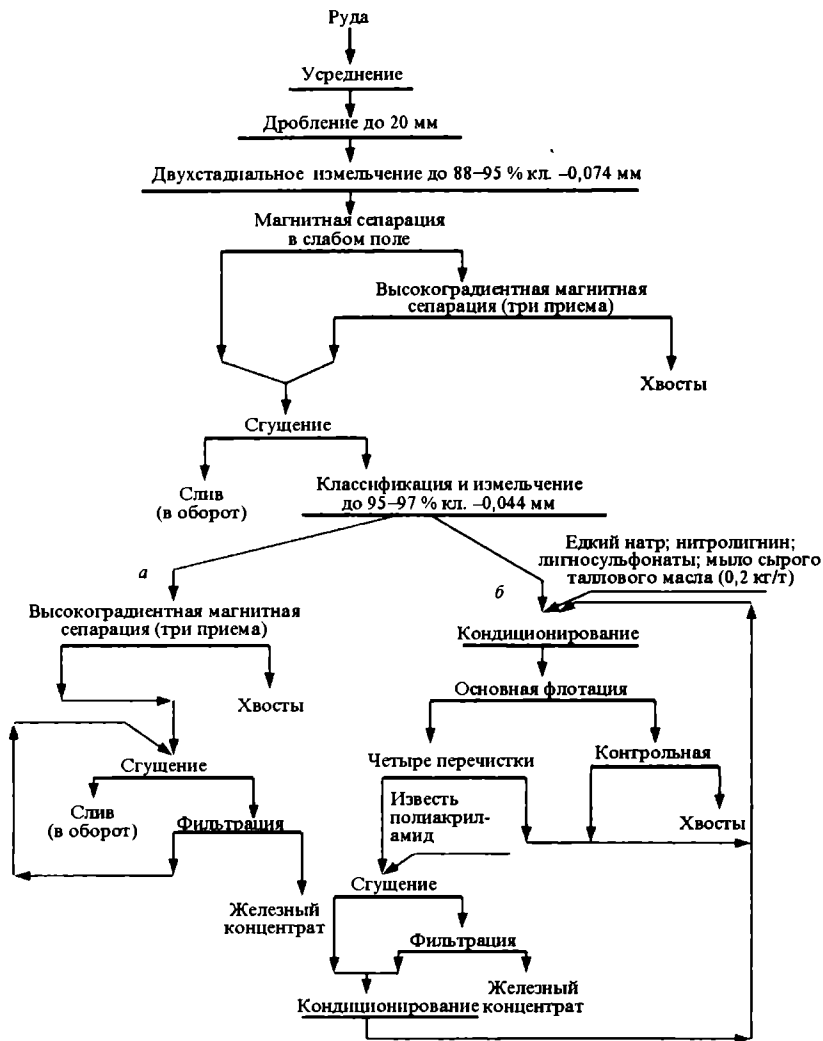 Руда
Усреднение
Дробление до 20 мм
Двухстадиальное измельчение до 88–95 % кл. –0,074 мм
Магнитная сепарация
в слабом поле
Высокоградиентная магнитная
сепарация (три приема)
Хвосты
Сгущение
Слив
(в оборот)
Классификация и измельчение
до 95–97 % кл. –0,044 мм
а
Высокоградиентная магнитная
сепарация (три приема)
Хвосты
Сгущение
Слив
(в оборот)
Фильтрация
Железный
концентрат
б
Едкий натр; нитролигнин;
лигносульфонаты; мыло сырого
таллового масла (0,2 кг/т)
Кондиционирование
Основная флотация
Четыре перечистки
Контрольная
Хвосты
Известь
полиакрил-
амид
Сгущение
Фильтрация
Железный
концентрат
Кондиционирование